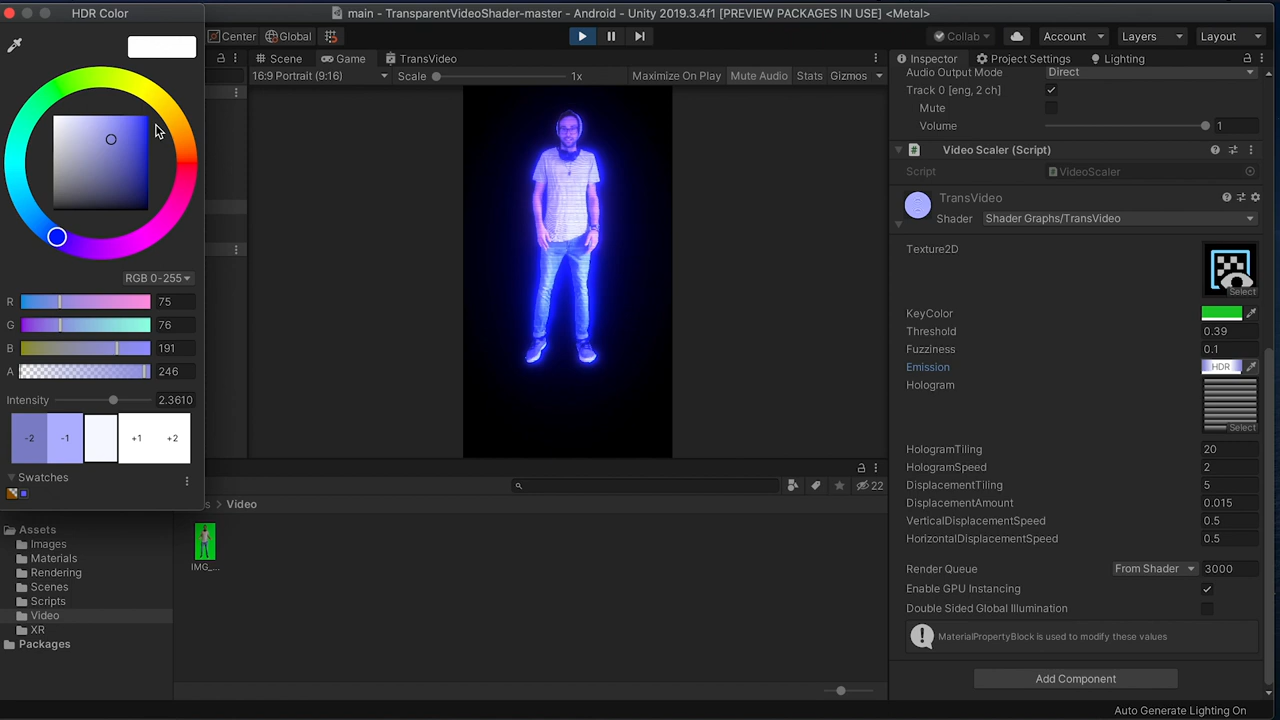 HDR Color
main - TransparentVideoShader-master - Android - Unity 2019.3.4f1 [PREVIEW PACKAGES IN USE] <Metal>
Center
Global
Collab
Account
Layers
Layout
Scene
Game
TransVideo
16:9 Portrait (9:16)
Scale
1x
Maximize On Play
Mute Audio
Stats
Gizmos
Inspector
Project Settings
Lighting
Audio Output Mode
Direct
Track 0 [eng, 2 ch]
Mute
Volume
1
Video Scaler (Script)
Script
VideoScaler
TransVideo
Shader
Shader Graphs/TransVideo
Texture2D
Select
KeyColor
Threshold
0.39
Fuzziness
0.1
Emission
HDR
Hologram
Select
HologramTiling
20
HologramSpeed
2
DisplacementTiling
5
DisplacementAmount
0.015
VerticalDisplacementSpeed
0.5
HorizontalDisplacementSpeed
0.5
Render Queue
From Shader
3000
Enable GPU Instancing
Double Sided Global Illumination
MaterialPropertyBlock is used to modify these values
Add Component
Auto Generate Lighting On
RGB 0-255
R
75
G
76
B
191
A
246
Intensity
2.3610
-2
-1
+1
+2
Swatches
22
> Video
IMG_...
Assets
Images
Materials
Rendering
Scenes
Scripts
Video
XR
Packages